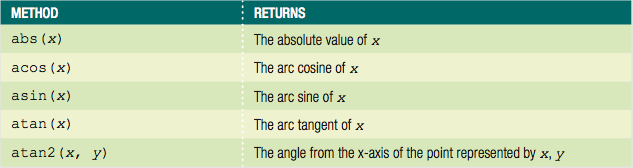 METHOD RETURNS
abs(x) The absolute value of x
acos(x) The arc cosine of x
asin(x) The arc sine of x
atan(x) The arc tangent of x
atan2(x, y) The angle from the x-axis of the point represented by x, y